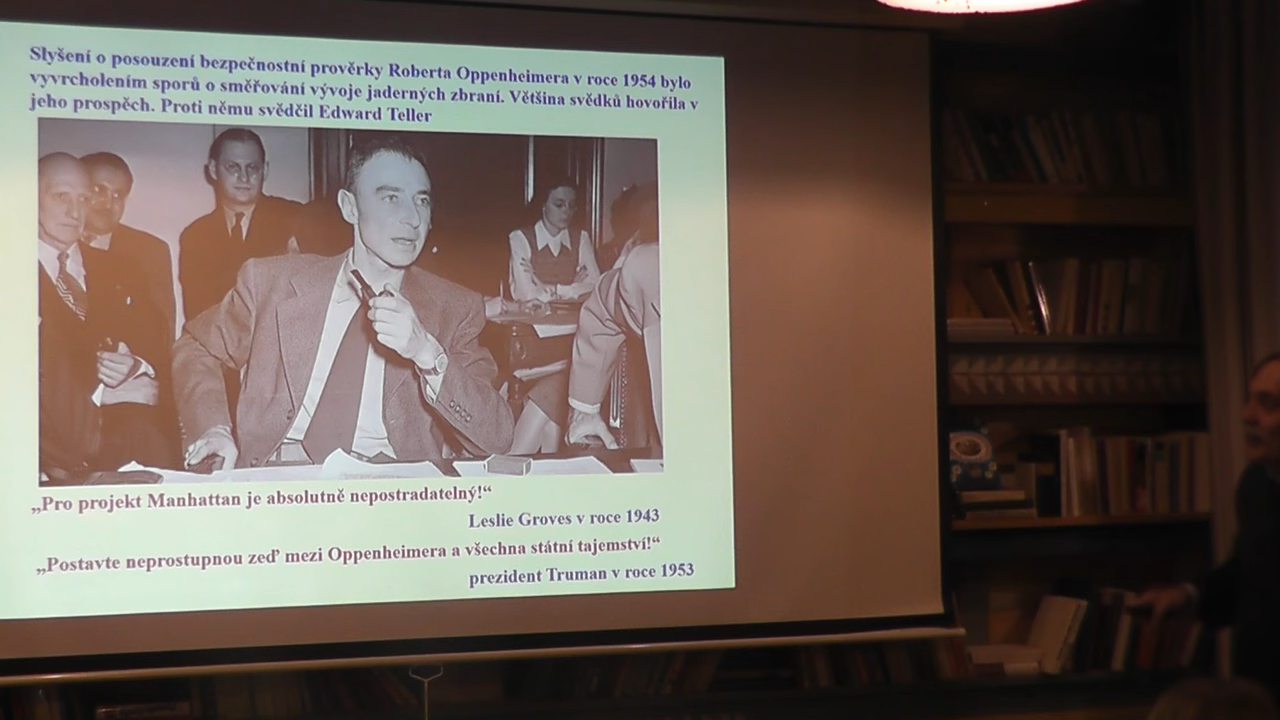 Slyšení o posouzení bezpečnostní prověrky Roberta Oppenheimera v roce 1954 bylo
vyvrcholením sporů o směřování vývoje jaderných zbraní. Většina svědků hovořila v
jeho prospěch. Proti němu svědčil Edward Teller
„Pro projekt Manhattan je absolutně nepostradatelný!“
Leslie Groves v roce 1943
„Postavte neprostupnou zeď mezi Oppenheimera a všechna státní tajemství!“
prezident Truman v roce 1953